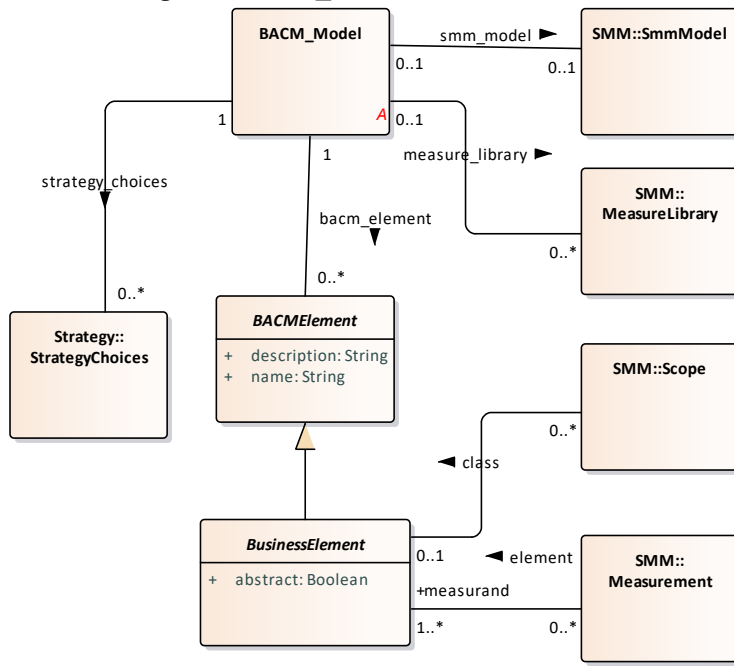 BACM_Model
A
SMM::SmmModel
smm_model
0..1
0..1
1
0..1
measure_library
1
SMM::
MeasureLibrary
strategy_choices
bacm_element
0..*
0..*
0..*
Strategy::
StrategyChoices
BACMElement
+ description: String
+ name: String
SMM::Scope
0..*
class
BusinessElement
+ abstract: Boolean
0..1
element
SMM::
Measurement
+measurand
1..*
0..*